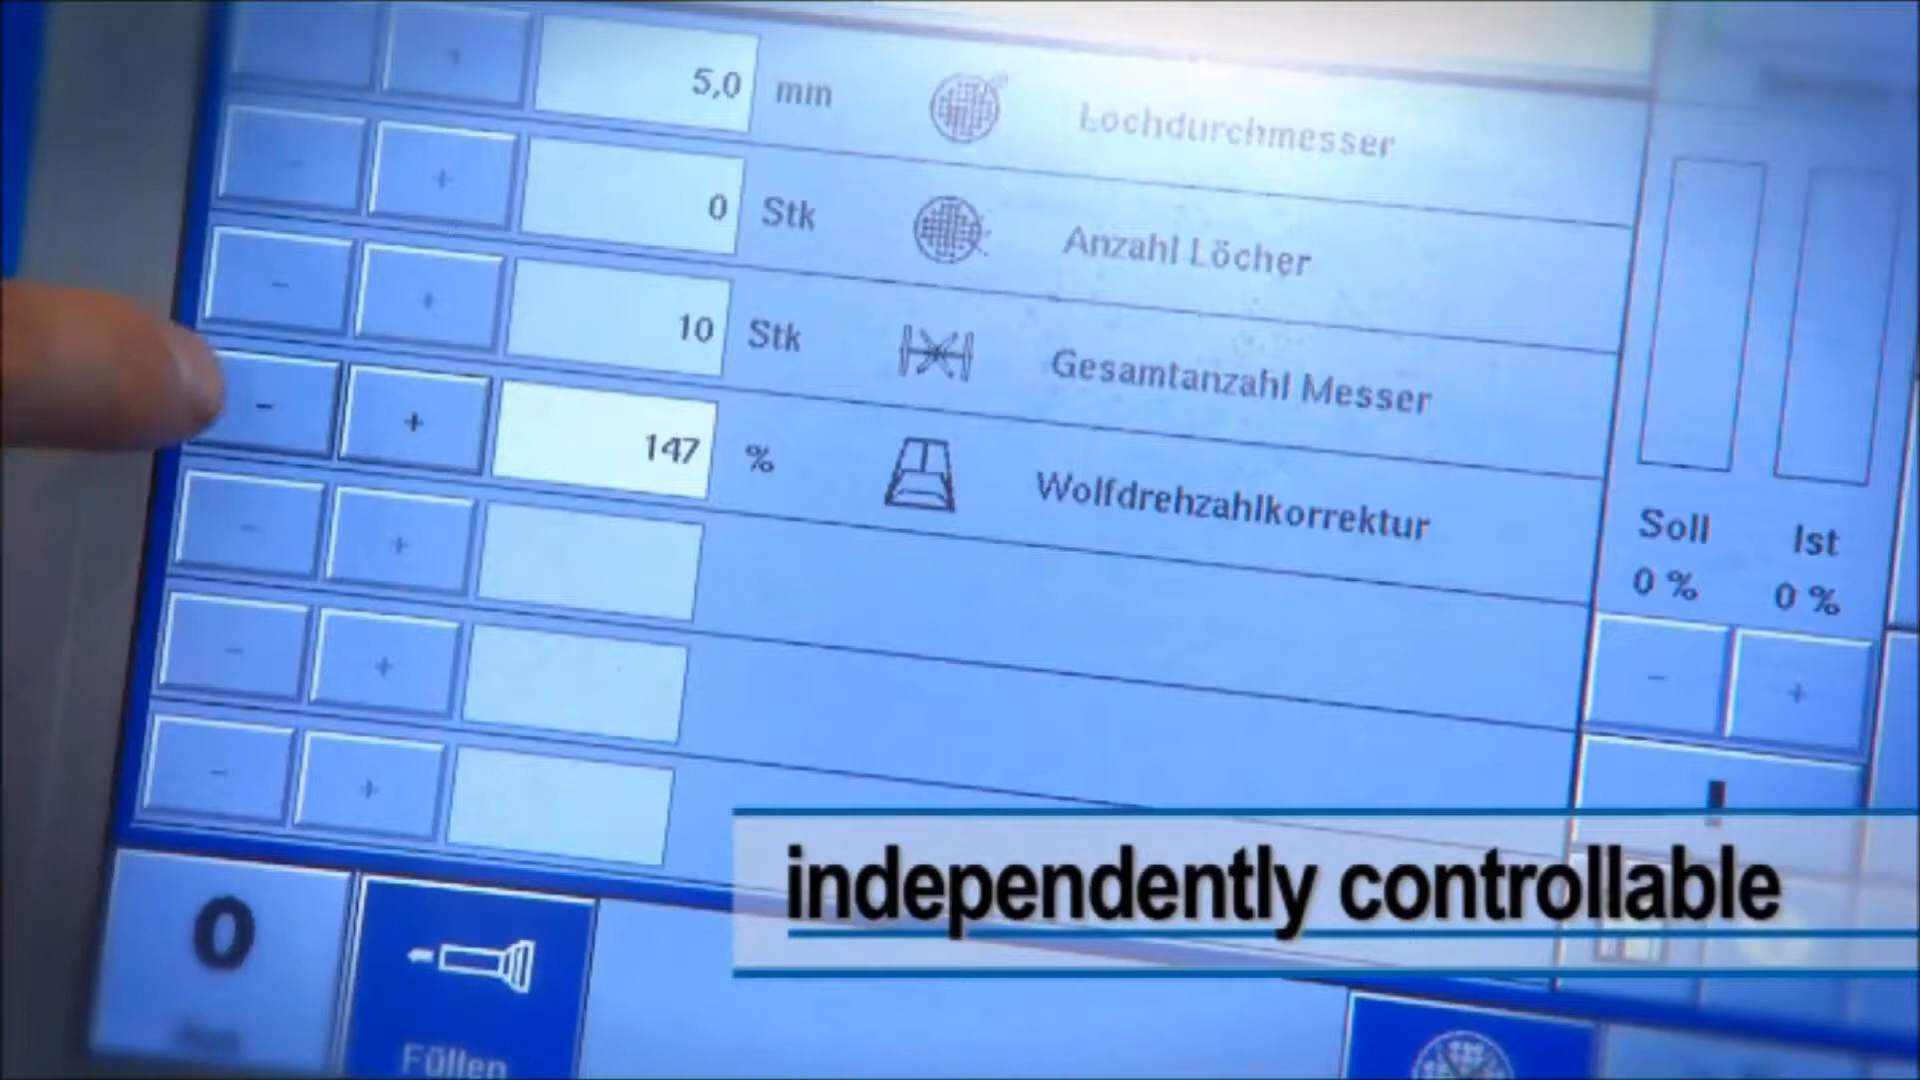 5,0 mm Lochdurchmesser
- + 0 Stk Anzahl Löcher
- + 10 Stk Gesamtanzahl Messer
- + 147 % Wolfdrehzahlkorrektur
Soll Ist
0 % 0 %
- +
- +
- +
- +
independently controllable
0
Füllen